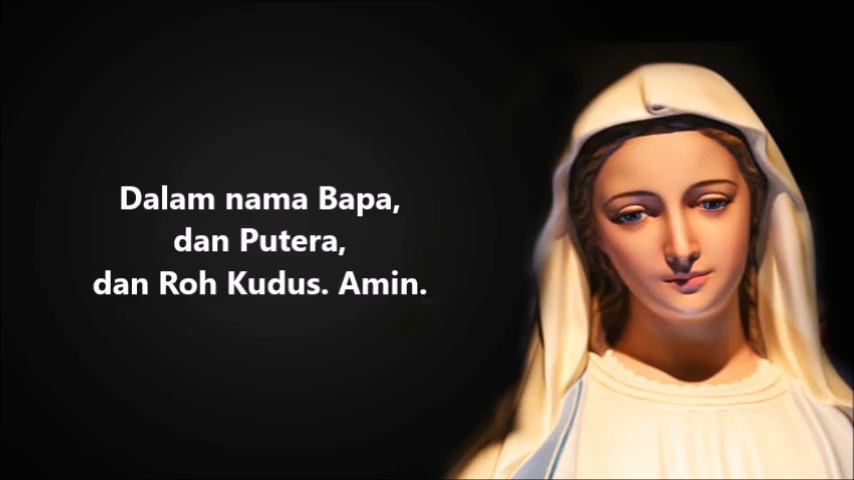 Dalam nama Bapa,
dan Putera,
dan Roh Kudus. Amin.